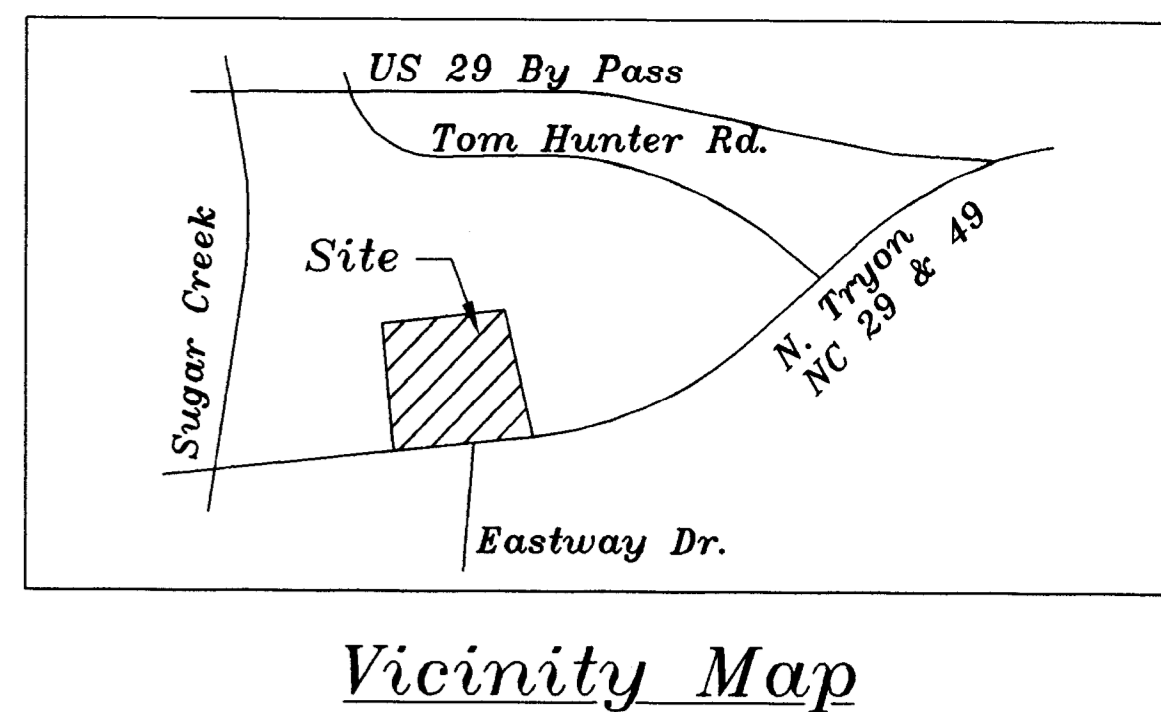 US 29 By Pass
Tom Hunter Rd.
Sugar Creek
Site
N. Tryon
NC 29 & 49
Eastway Dr.
Vicinity Map